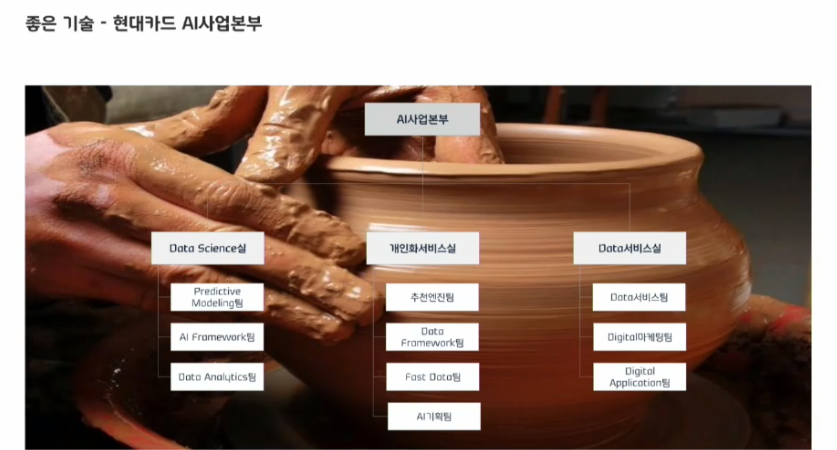 좋은 기술 - 현대카드 AI사업본부
AI사업본부
Data Science실
Predictive
Modeling팀
AI Framework팀
Data Analytics팀
개인화서비스실
추천엔진팀
Data
Framework팀
Fast Data팀
AI기획팀
Data서비스실
Data서비스팀
Digital마케팅팀
Digital
Application팀